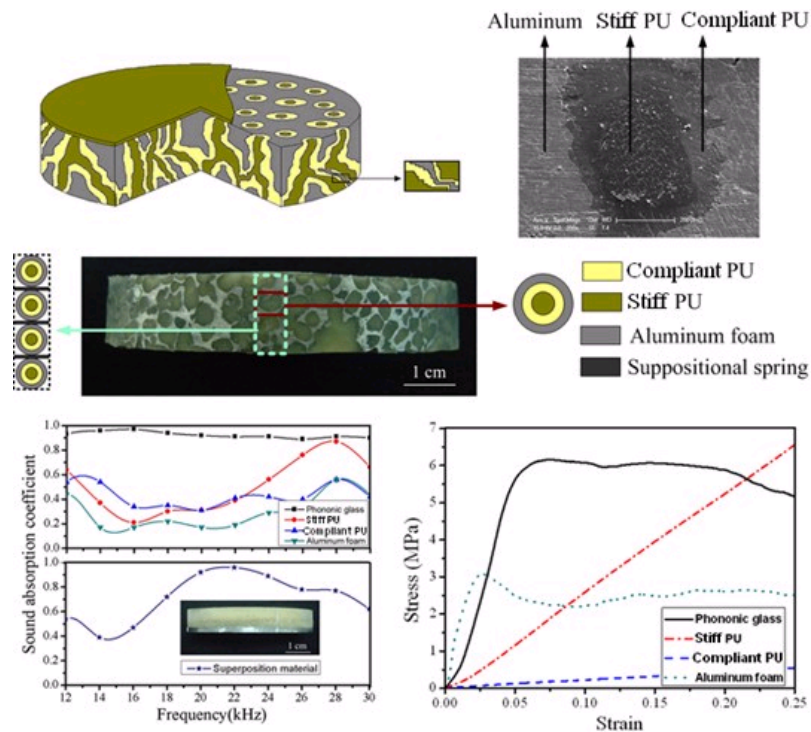 Aluminum Stiff PU Compliant PU
Compliant PU
Stiff PU
Aluminum foam
Suppositional spring
1 cm
Sound absorption coefficient
1.0
0.8
0.6
0.4
0.2
0.0
Phononic glass
Stiff PU
Compliant PU
Aluminum foam
1.0
0.8
0.6
0.4
0.2
0.0
1 cm
Superposition material
12 14 16 18 20 22 24 26 28 30
Frequency(kHz)
Stress (MPa)
7
6
5
4
3
2
1
0
Phononic glass
Stiff PU
Compliant PU
Aluminum foam
0.00 0.05 0.10 0.15 0.20 0.25
Strain